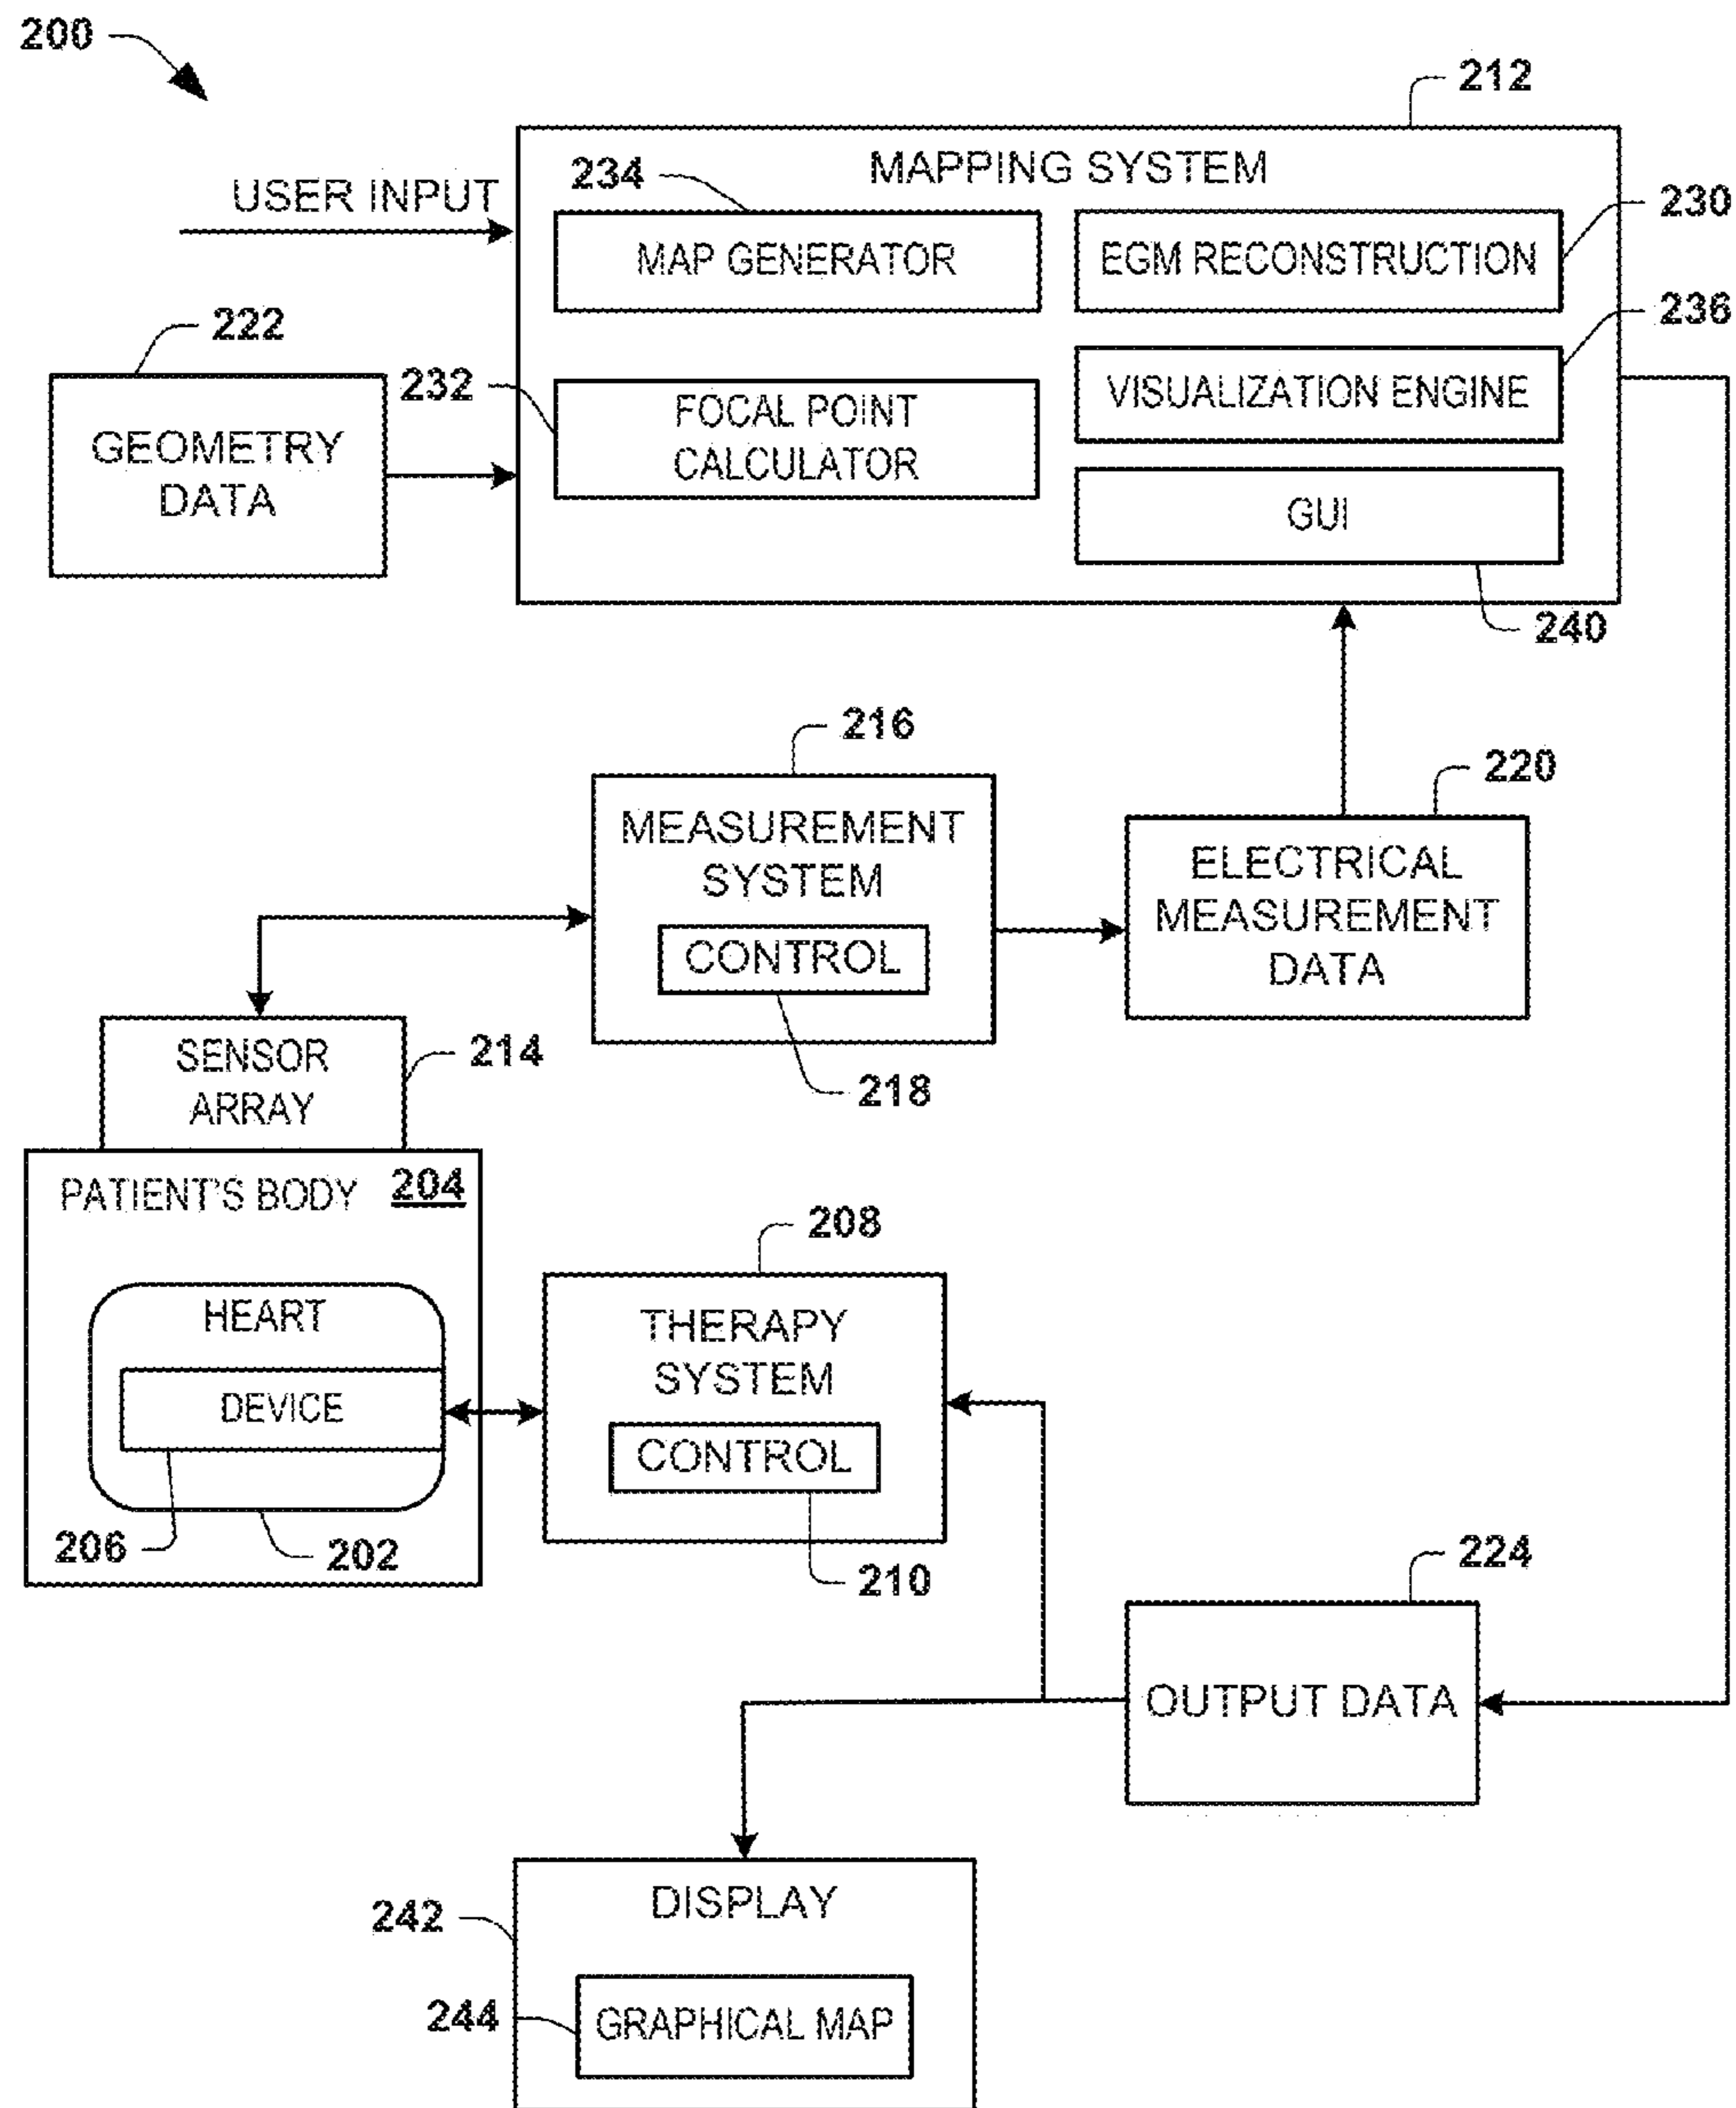 200
212
MAPPING SYSTEM
USER INPUT
234
MAP GENERATOR
EGM RECONSTRUCTION
230
222
GEOMETRY
DATA
232
FOCAL POINT
CALCULATOR
VISUALIZATION ENGINE
236
GUI
240
216
MEASUREMENT
SYSTEM
CONTROL
218
220
ELECTRICAL
MEASUREMENT
DATA
SENSOR
ARRAY
214
PATIENT'S BODY 204
HEART
DEVICE
206
202
208
THERAPY
SYSTEM
CONTROL
210
224
OUTPUT DATA
242
DISPLAY
244
GRAPHICAL MAP